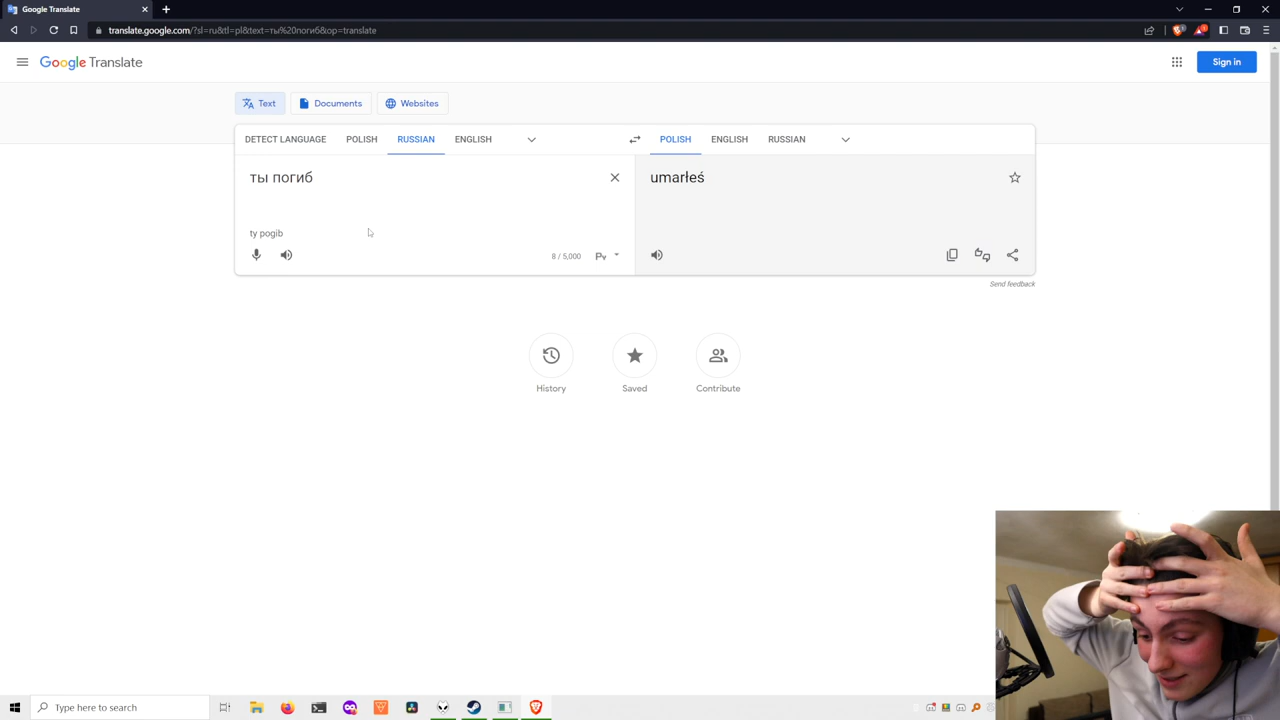 Google Translate
translate.google.com/?sl=ru&tl=pl&text=ты%20погиб&op=translate
Google Translate
Sign in
Text
Documents
Websites
DETECT LANGUAGE
POLISH
RUSSIAN
ENGLISH
POLISH
ENGLISH
RUSSIAN
ты погиб
umarłeś
ty pogib
8 / 5,000
Send feedback
History
Saved
Contribute
Type here to search